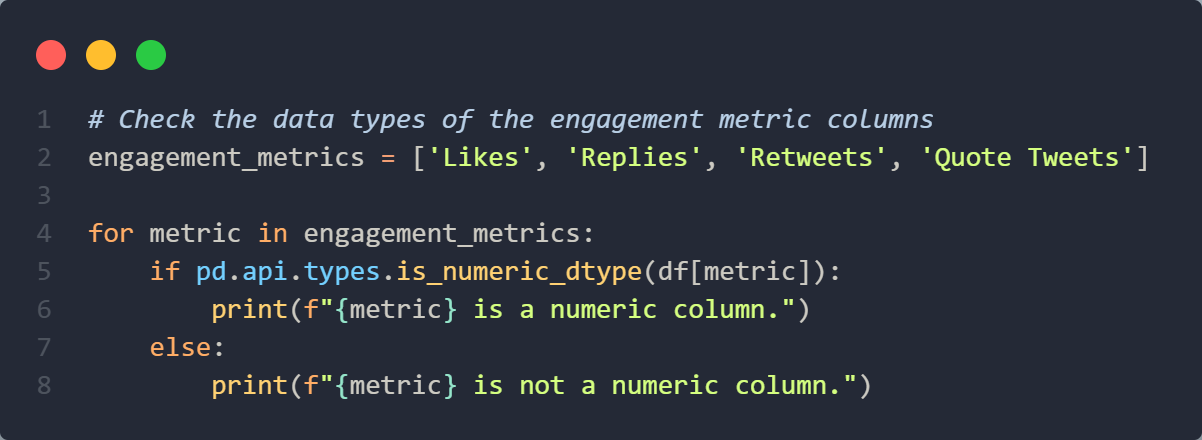 1 # Check the data types of the engagement metric columns
2 engagement_metrics = ['Likes', 'Replies', 'Retweets', 'Quote Tweets']
3
4 for metric in engagement_metrics:
5     if pd.api.types.is_numeric_dtype(df[metric]):
6         print(f"{metric} is a numeric column.")
7     else:
8         print(f"{metric} is not a numeric column.")